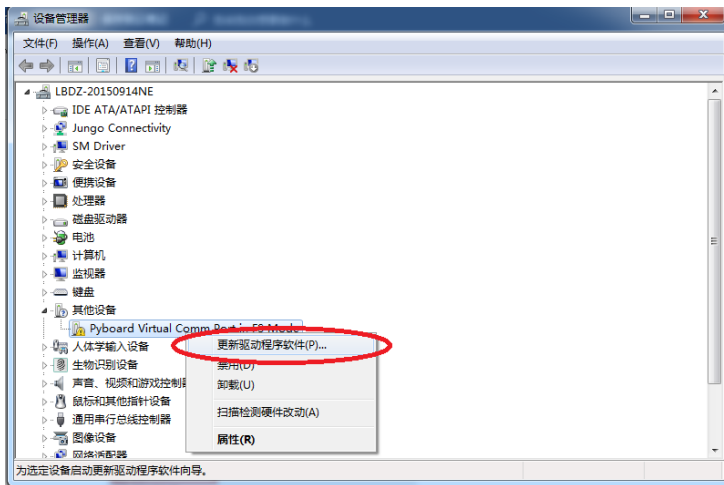 设备管理器
文件(F) 操作(A) 查看(V) 帮助(H)
LBDZ-20150914NE
IDE ATA/ATAPI 控制器
Jungo Connectivity
SM Driver
安全设备
便携设备
处理器
磁盘驱动器
电池
计算机
监视器
键盘
其他设备
Pyboard Virtual Comm Port in FS Mode
更新驱动程序软件(P)...
人体学输入设备
禁用(D)
生物识别设备
声音、视频和游戏控制
卸载(U)
鼠标和其他指针设备
扫描检测硬件改动(A)
通用串行总线控制器
图像设备
属性(R)
网络适配器
为选定设备启动更新驱动程序软件向导。